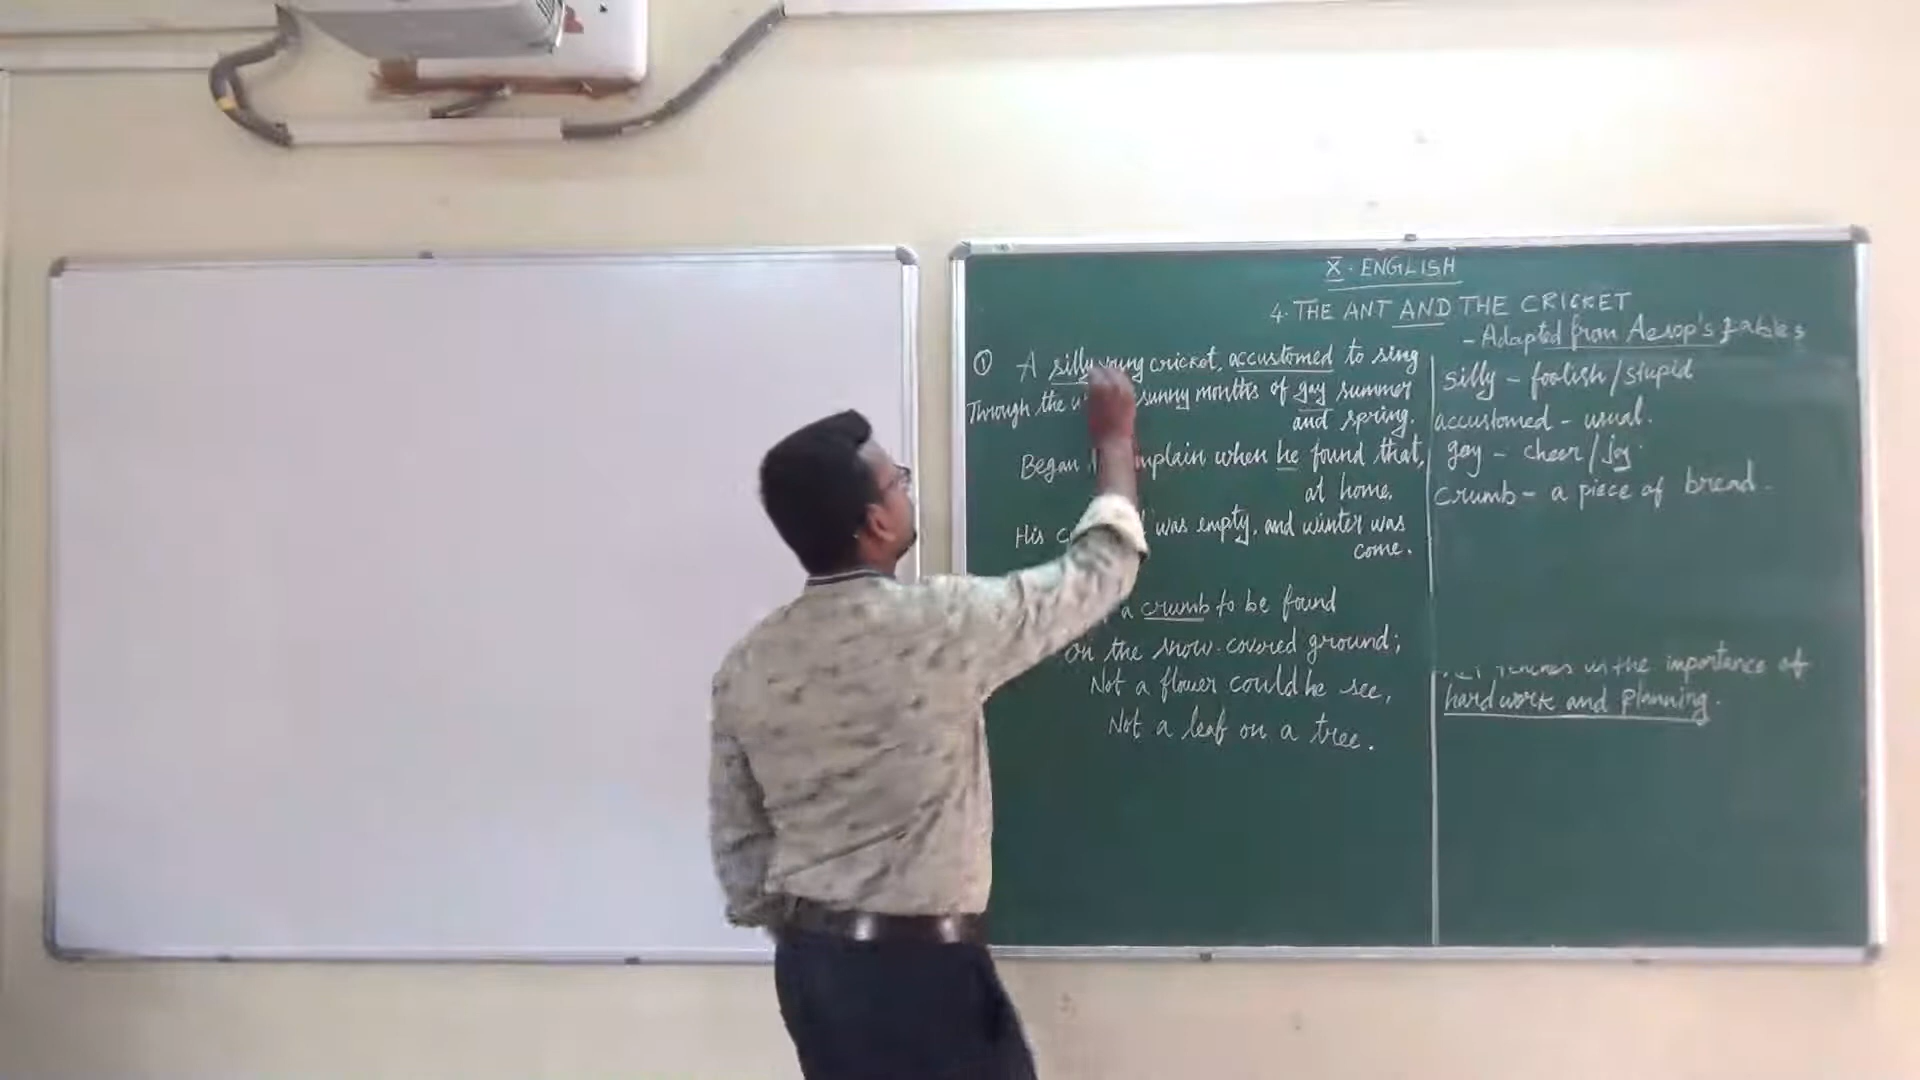 X. ENGLISH
4. THE ANT AND THE CRICKET
- Adapted from Aesop's Fables
① A silly young cricket, accustomed to sing
Through the sunny months of gay summer
and spring.
Began complain when he found that,
at home.
His was empty, and winter was
come.
a crumb to be found
On the snow-covered ground;
Not a flower could he see,
Not a leaf on a tree.
silly - foolish/stupid
accustomed - usual.
gay - cheer/joy.
crumb - a piece of bread.
the importance of
hardwork and planning.